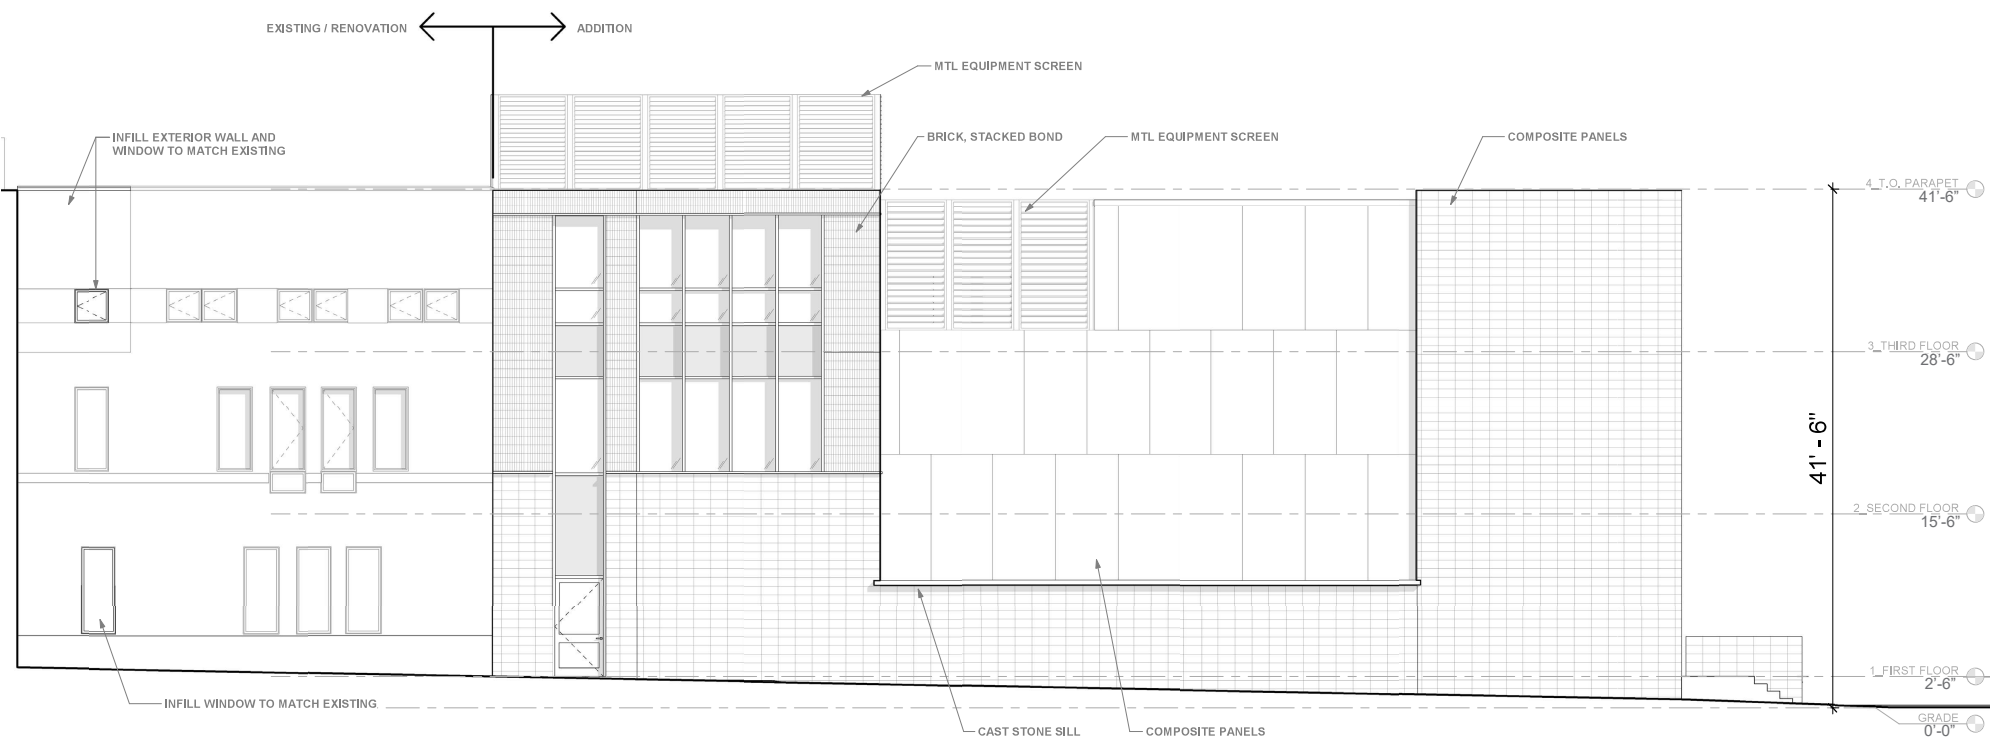 EXISTING / RENOVATION
ADDITION
MTL EQUIPMENT SCREEN
INFILL EXTERIOR WALL AND
WINDOW TO MATCH EXISTING
BRICK, STACKED BOND
MTL EQUIPMENT SCREEN
COMPOSITE PANELS
4_T.O. PARAPET
41'-6"
3_THIRD FLOOR
28'-6"
41' - 6"
2_SECOND FLOOR
15'-6"
1_FIRST FLOOR
2'-6"
INFILL WINDOW TO MATCH EXISTING
GRADE
0'-0"
CAST STONE SILL
COMPOSITE PANELS